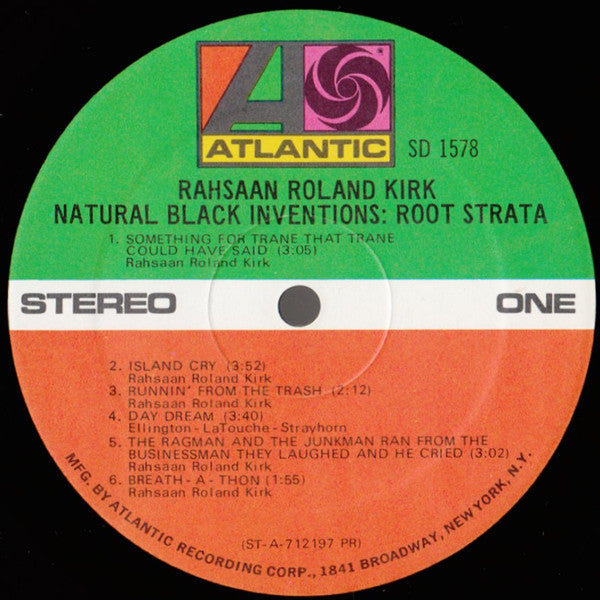 ATLANTIC
SD 1578
RAHSAAN ROLAND KIRK
NATURAL BLACK INVENTIONS: ROOT STRATA
1. SOMETHING FOR TRANE THAT TRANE
COULD HAVE SAID (3:05)
Rahsaan Roland Kirk
STEREO
ONE
2. ISLAND CRY (3:52)
Rahsaan Roland Kirk
3. RUNNIN' FROM THE TRASH (2:12)
Rahsaan Roland Kirk
4. DAY DREAM (3:40)
Ellington-LaTouche-Strayhorn
5. THE RAGMAN AND THE JUNKMAN RAN FROM THE
BUSINESSMAN THEY LAUGHED AND HE CRIED (3:02)
Rahsaan Roland Kirk
6. BREATH-A-THON (1:55)
Rahsaan Roland Kirk
(ST-A-712197 PR)
MFG. BY ATLANTIC RECORDING CORP., 1841 BROADWAY, NEW YORK, N.Y.